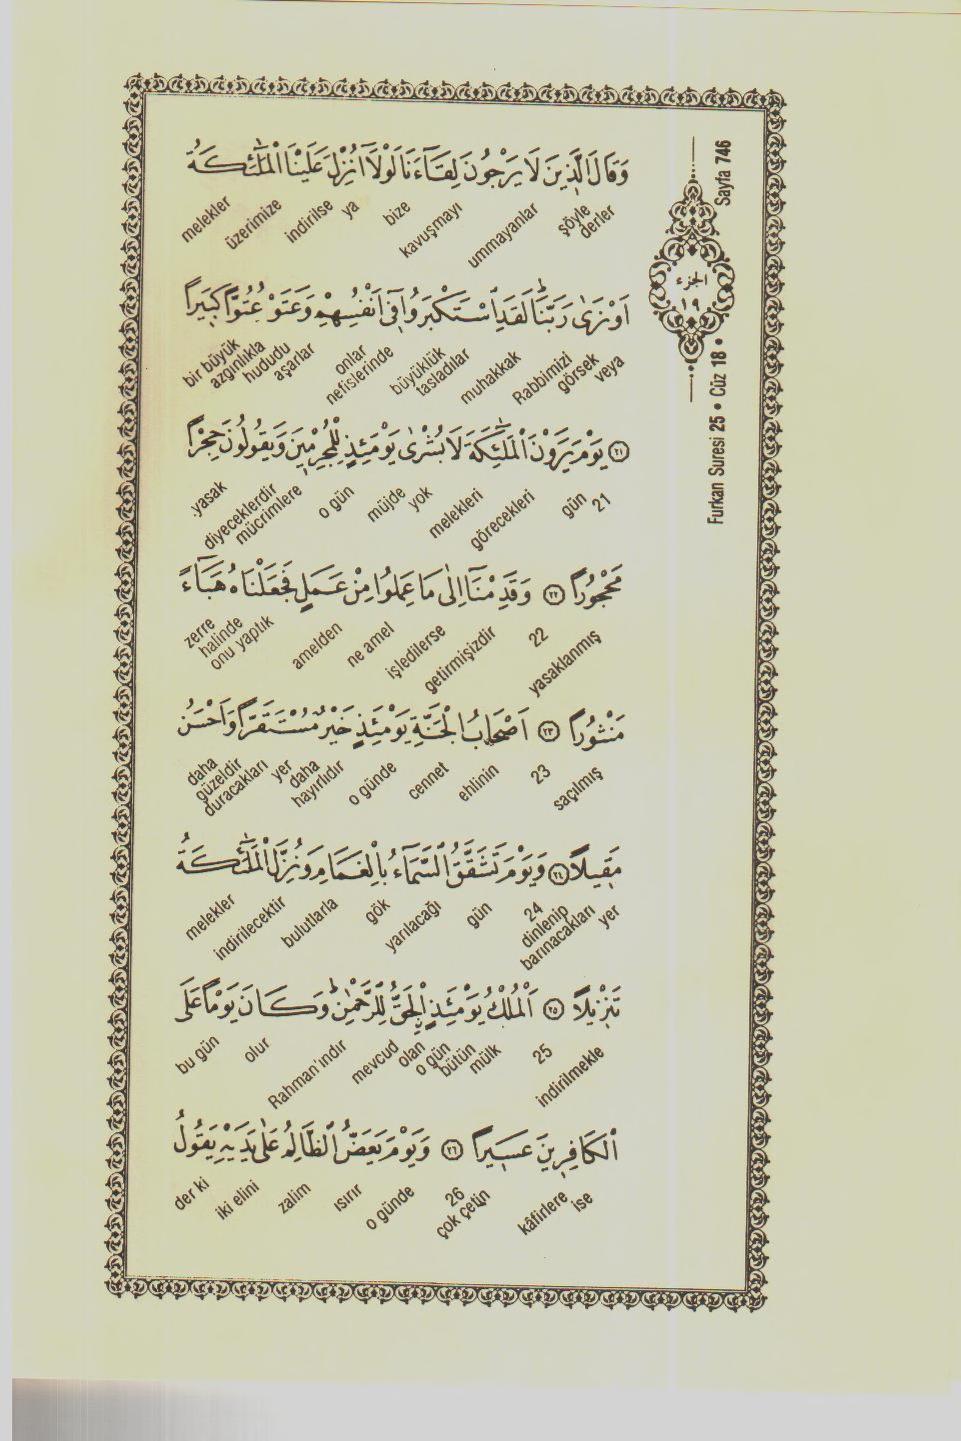 Sayfa 746
الجزء
١٩
Furkan Suresi 25 • Cüz 18 •
وَقَالَ الَّذ۪ينَ لَا يَرْجُونَ لِقَٓاءَنَا لَوْلَٓا اُنْزِلَ عَلَيْنَا الْمَلٰٓئِكَةُ
şöyle derler ummayanlar kavuşmayı bize ya indirilse üzerimize melekler
اَوْ نَرٰى رَبَّنَاۜ لَقَدِ اسْتَكْبَرُوا ف۪ٓي اَنْفُسِهِمْ وَعَتَوْ عُتُوًّا كَب۪يرًا
veya görsek Rabbimizi muhakkak büyüklük tasladılar onlar nefislerinde hududu aşarlar bir büyük azgınlıkla
﴿٢١﴾ يَوْمَ يَرَوْنَ الْمَلٰٓئِكَةَ لَا بُشْرٰى يَوْمَئِذٍ لِلْمُجْرِم۪ينَ وَيَقُولُونَ حِجْرًا
21 gün görecekleri melekleri yok müjde o gün mücrimlere diyeceklerdir .yasak
مَحْجُورًا ﴿٢٢﴾ وَقَدِمْنَٓا اِلٰى مَا عَمِلُوا مِنْ عَمَلٍ فَجَعَلْنَاهُ هَبَٓاءً
yasaklanmış 22 getirmişizdir işledilerse ne amel amelden onu yaptık zerre halinde
مَنْثُورًا ﴿٢٣﴾ اَصْحَابُ الْجَنَّةِ يَوْمَئِذٍ خَيْرٌ مُسْتَقَرًّا وَاَحْسَنُ
saçılmış 23 ehlinin cennet o günde daha hayırlıdır yer duracakları daha güzeldir
مَق۪يلًا ﴿٢٤﴾ وَيَوْمَ تَشَقَّقُ السَّمَٓاءُ بِالْغَمَامِ وَنُزِّلَ الْمَلٰٓئِكَةُ
yer dinlenip barınacakları 24 gün yarılacağı gök bulutlarla indirilecektir melekler
تَنْز۪يلًا ﴿٢٥﴾ اَلْمُلْكُ يَوْمَئِذٍ اۨلْحَقُّ لِلرَّحْمٰنِۜ وَكَانَ يَوْمًا عَلَى
indirilmekle 25 mülk bütün o gün olan mevcud Rahman'ındır olur bu gün
الْكَافِر۪ينَ عَس۪يرًا ﴿٢٦﴾ وَيَوْمَ يَعَضُّ الظَّالِمُ عَلٰى يَدَيْهِ يَقُولُ
ise kâfirlere çok çetin 26 o günde ısırır zalim iki elini der ki